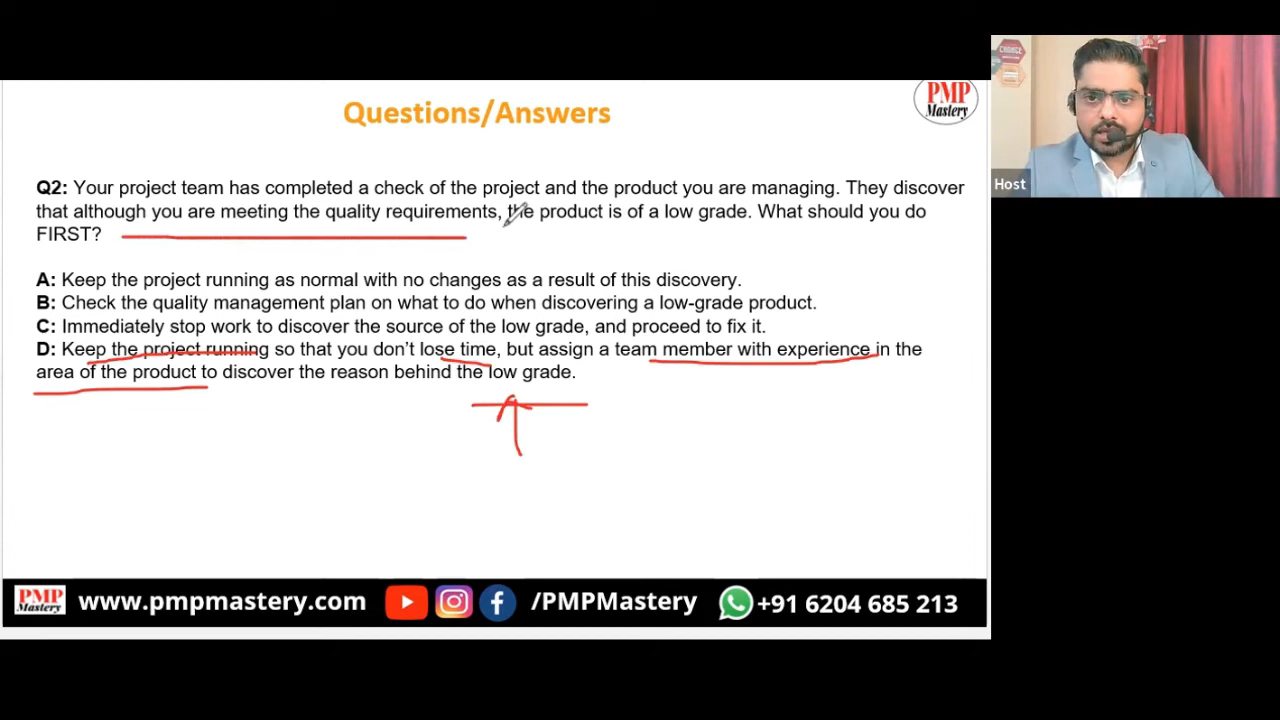 Questions/Answers
PMP
Mastery
Q2: Your project team has completed a check of the project and the product you are managing. They discover
that although you are meeting the quality requirements, the product is of a low grade. What should you do
FIRST?
A: Keep the project running as normal with no changes as a result of this discovery.
B: Check the quality management plan on what to do when discovering a low-grade product.
C: Immediately stop work to discover the source of the low grade, and proceed to fix it.
D: Keep the project running so that you don’t lose time, but assign a team member with experience in the
area of the product to discover the reason behind the low grade.
Host
PMP
Mastery
www.pmpmastery.com
/PMPMastery
+91 6204 685 213